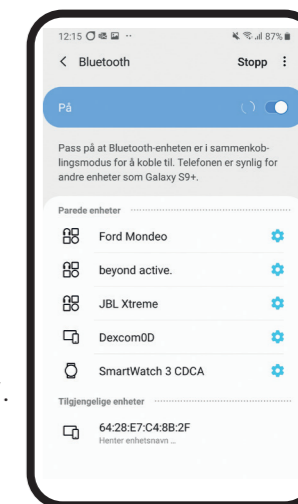 12:15
87%
Bluetooth
Stopp
På
Pass på at Bluetooth-enheten er i sammenkob-
lingsmodus for å koble til. Telefonen er synlig for
andre enheter som Galaxy S9+.
Parede enheter
Ford Mondeo
beyond active.
JBL Xtreme
Dexcom0D
SmartWatch 3 CDCA
Tilgjengelige enheter
64:28:E7:C4:8B:2F
Henter enhetsnavn ...